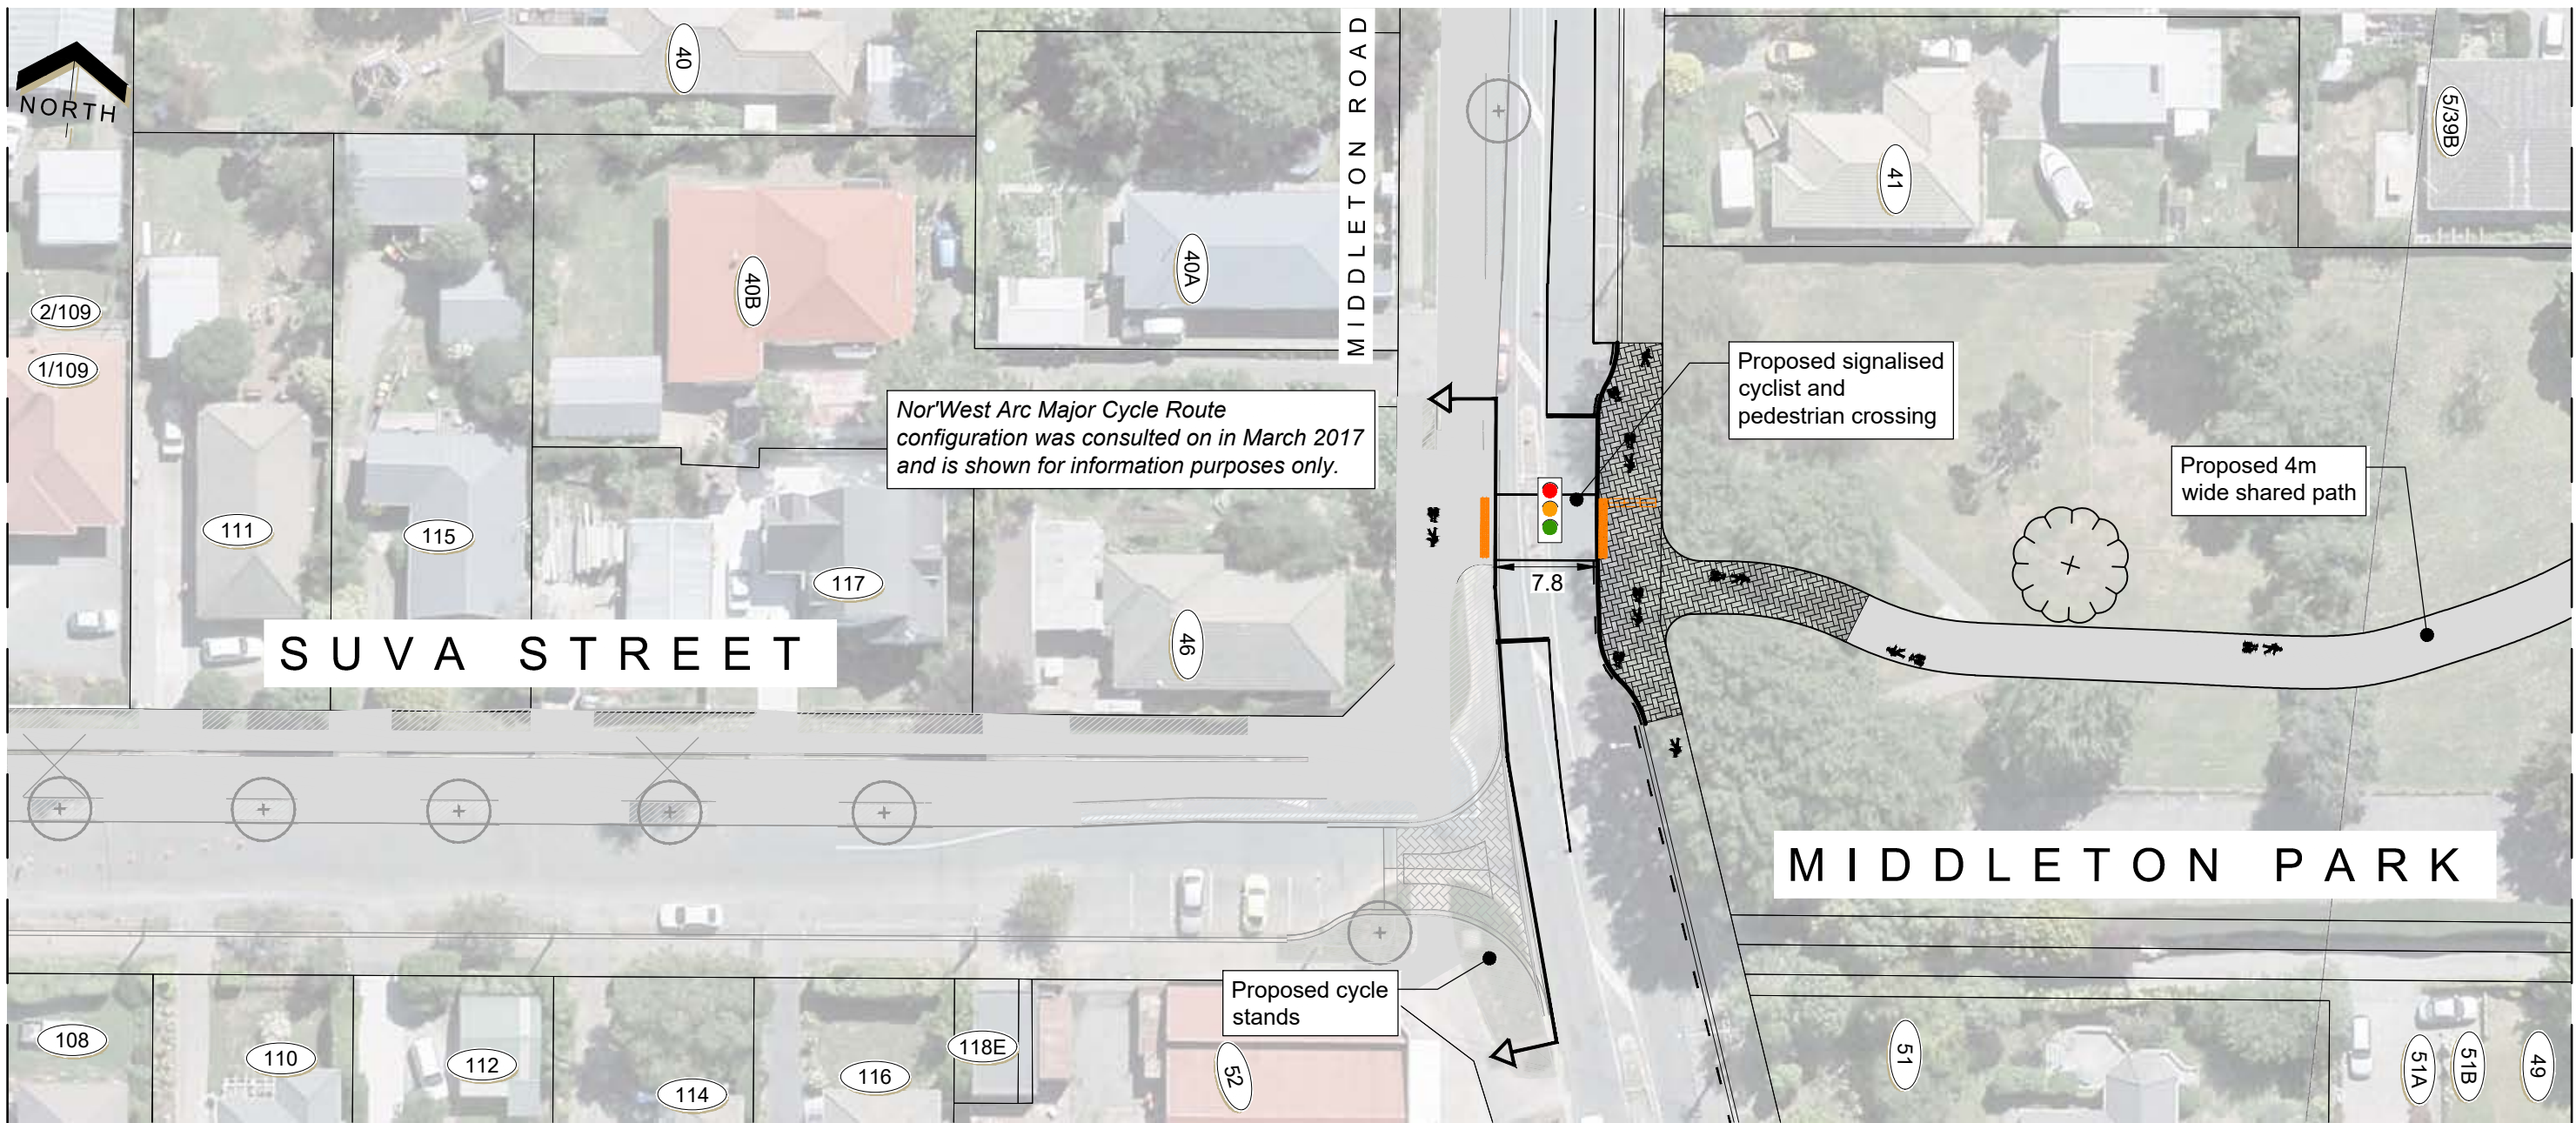 NORTH
40
MIDDLETON ROAD
41
5/39B
40B
40A
2/109
1/109
Proposed signalised
cyclist and
pedestrian crossing
Nor'West Arc Major Cycle Route
configuration was consulted on in March 2017
and is shown for information purposes only.
Proposed 4m
wide shared path
111
115
117
46
7.8
SUVA STREET
MIDDLETON PARK
Proposed cycle
stands
108
110
112
114
116
118E
52
51
51A
51B
49